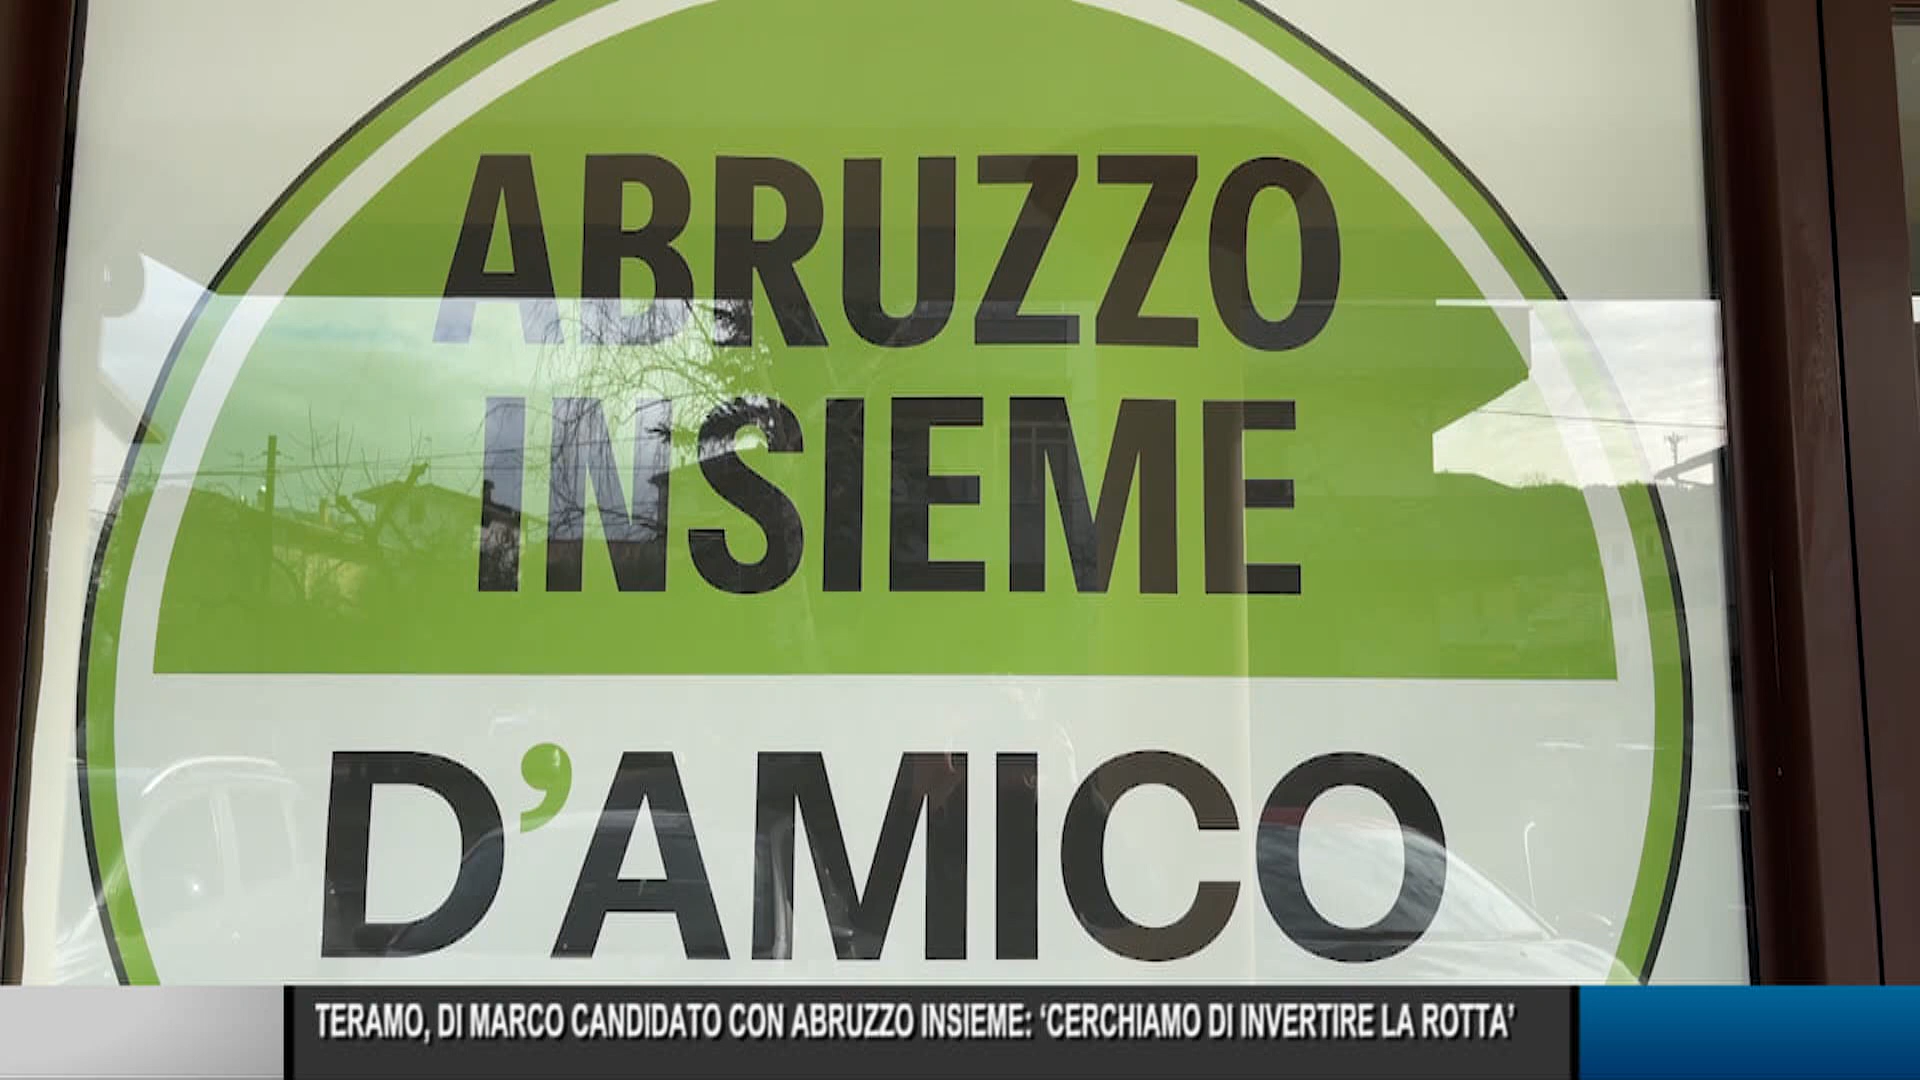 ABRUZZO
INSIEME
D'AMICO
TERAMO, DI MARCO CANDIDATO CON ABRUZZO INSIEME: ‘CERCHIAMO DI INVERTIRE LA ROTTA’